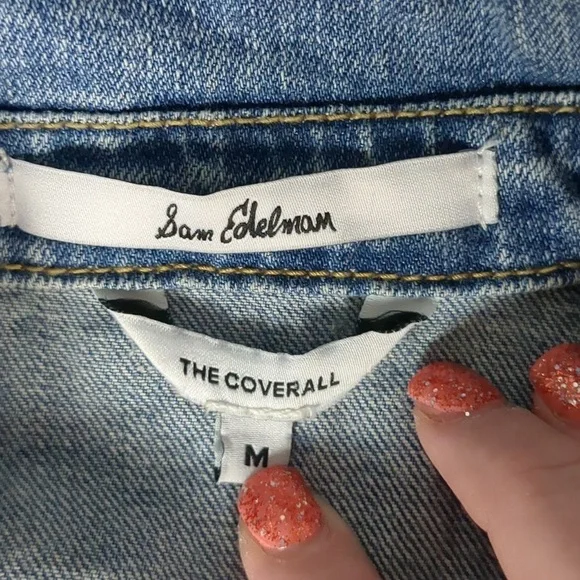 Sam Edelman
THE COVERALL
M